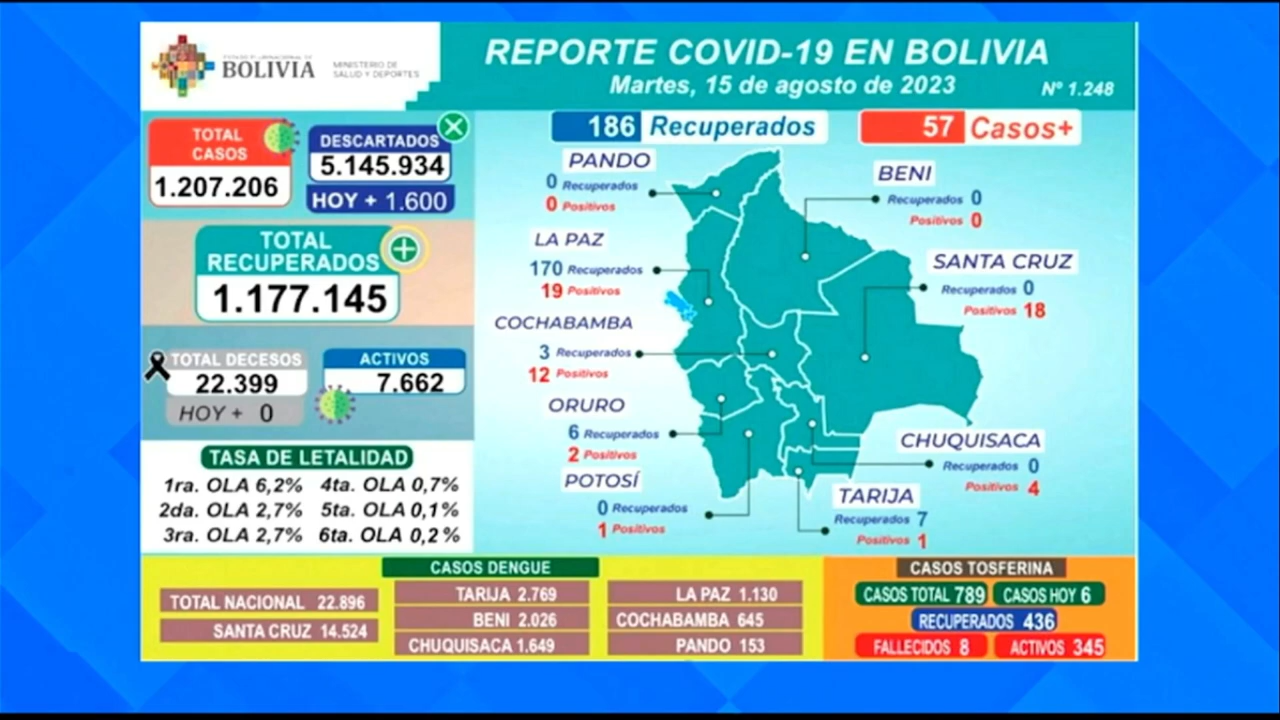 BOLIVIA
MINISTERIO DE
SALUD Y DEPORTES
REPORTE COVID-19 EN BOLIVIA
Martes, 15 de agosto de 2023
N° 1.248
TOTAL
CASOS
1.207.206
DESCARTADOS
5.145.934
HOY + 1.600
TOTAL
RECUPERADOS
1.177.145
TOTAL DECESOS
22.399
HOY + 0
ACTIVOS
7.662
TASA DE LETALIDAD
1ra. OLA 6,2% 4ta. OLA 0,7%
2da. OLA 2,7% 5ta. OLA 0,1%
3ra. OLA 2,7% 6ta. OLA 0,2%
186 Recuperados
57 Casos+
PANDO
0 Recuperados
0 Positivos
BENI
Recuperados 0
Positivos 0
LA PAZ
170 Recuperados
19 Positivos
SANTA CRUZ
Recuperados 0
Positivos 18
COCHABAMBA
3 Recuperados
12 Positivos
ORURO
6 Recuperados
2 Positivos
CHUQUISACA
Recuperados 0
Positivos 4
POTOSÍ
0 Recuperados
1 Positivos
TARIJA
Recuperados 7
Positivos 1
CASOS DENGUE
TOTAL NACIONAL 22.896
SANTA CRUZ 14.524
TARIJA 2.769
BENI 2.026
CHUQUISACA 1.649
LA PAZ 1.130
COCHABAMBA 645
PANDO 153
CASOS TOSFERINA
CASOS TOTAL 789 CASOS HOY 6
RECUPERADOS 436
FALLECIDOS 8 ACTIVOS 345